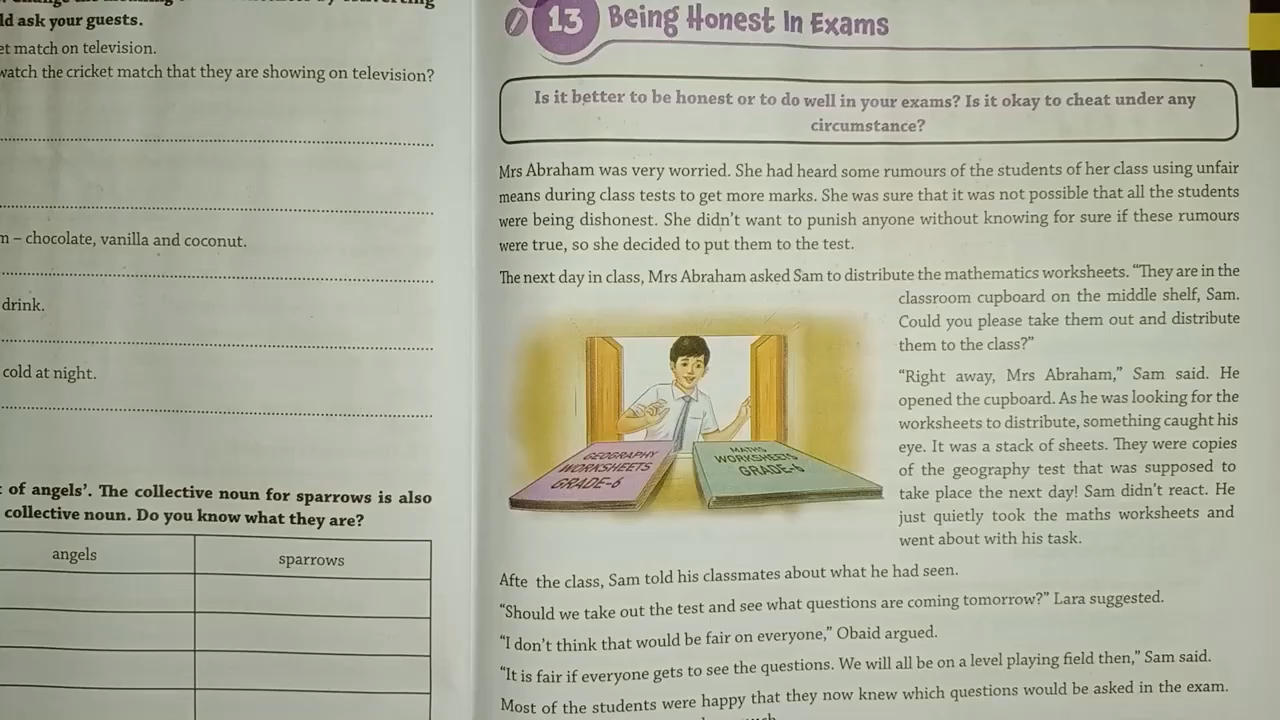 ld ask your guests.
et match on television.
watch the cricket match that they are showing on television?
n – chocolate, vanilla and coconut.
drink.
cold at night.
of angels’. The collective noun for sparrows is also
collective noun. Do you know what they are?
angels
sparrows
13 Being Honest In Exams
Is it better to be honest or to do well in your exams? Is it okay to cheat under any
circumstance?
Mrs Abraham was very worried. She had heard some rumours of the students of her class using unfair
means during class tests to get more marks. She was sure that it was not possible that all the students
were being dishonest. She didn’t want to punish anyone without knowing for sure if these rumours
were true, so she decided to put them to the test.
The next day in class, Mrs Abraham asked Sam to distribute the mathematics worksheets. “They are in the
classroom cupboard on the middle shelf, Sam.
Could you please take them out and distribute
them to the class?”
“Right away, Mrs Abraham,” Sam said. He
opened the cupboard. As he was looking for the
worksheets to distribute, something caught his
eye. It was a stack of sheets. They were copies
of the geography test that was supposed to
take place the next day! Sam didn’t react. He
just quietly took the maths worksheets and
went about with his task.
GEOGRAPHY
WORKSHEETS
GRADE-6
MATHS
WORKSHEETS
GRADE-6
Afte the class, Sam told his classmates about what he had seen.
“Should we take out the test and see what questions are coming tomorrow?” Lara suggested.
“I don’t think that would be fair on everyone,” Obaid argued.
“It is fair if everyone gets to see the questions. We will all be on a level playing field then,” Sam said.
Most of the students were happy that they now knew which questions would be asked in the exam.